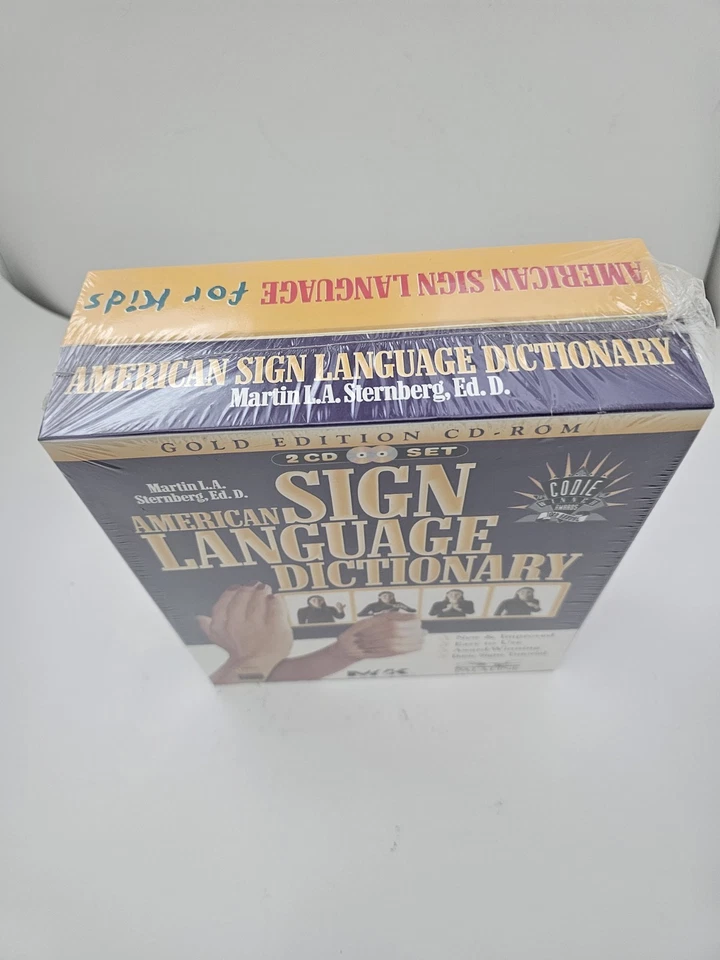 AMERICAN SIGN LANGUAGE for Kids
AMERICAN SIGN LANGUAGE DICTIONARY
Martin L.A. Sternberg, Ed. D.
GOLD EDITION CD-ROM
2 CD SET
Martin L.A.
Sternberg, Ed. D.
AMERICAN SIGN
LANGUAGE
DICTIONARY
CODIE
AWARDS
New & Improved
Easy to Use
Award-Winning